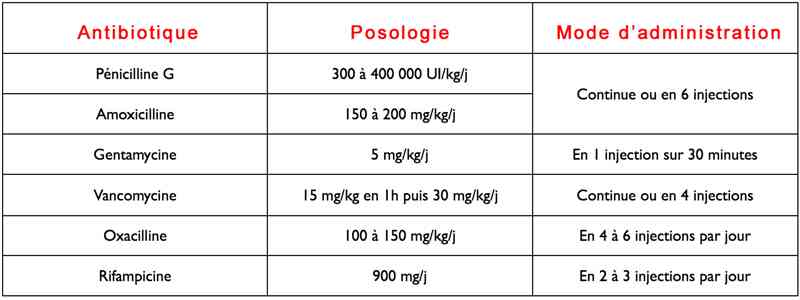 Antibiotique Posologie Mode d'administration
Pénicilline G 300 à 400 000 UI/kg/j Continue ou en 6 injections
Amoxicilline 150 à 200 mg/kg/j
Gentamycine 5 mg/kg/j En 1 injection sur 30 minutes
Vancomycine 15 mg/kg en 1h puis 30 mg/kg/j Continue ou en 4 injections
Oxacilline 100 à 150 mg/kg/j En 4 à 6 injections par jour
Rifampicine 900 mg/j En 2 à 3 injections par jour